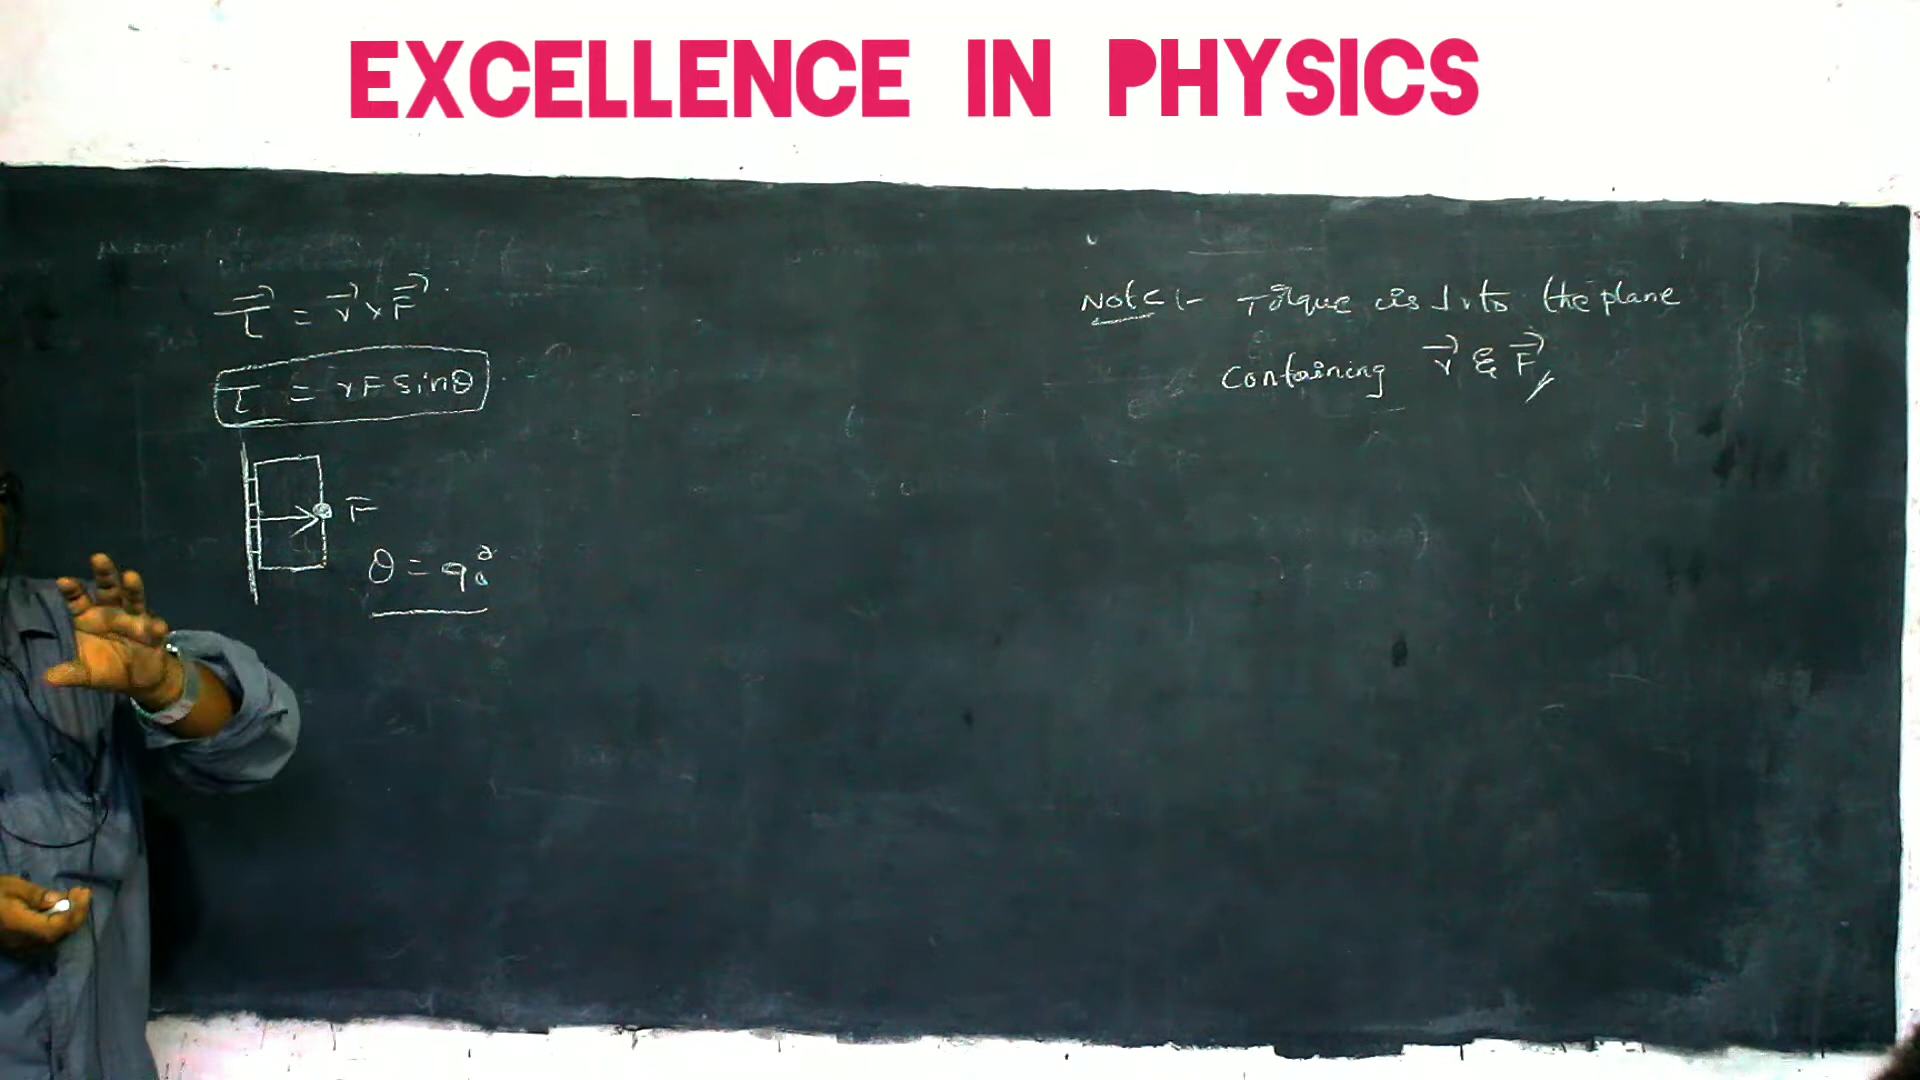 EXCELLENCE IN PHYSICS
τ⃗ = r⃗ × F⃗
τ = rF sinθ
F
θ = 90°
Note :- Torque is ⊥r to the plane
containing r⃗ & F⃗